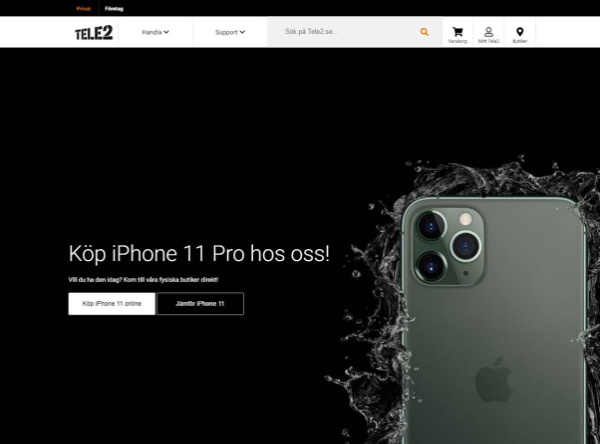 Privat
Företag
TELE2
Handla
Support
Sök på Tele2.se...
Varukorg
Mitt Tele2
Butiker
Köp iPhone 11 Pro hos oss!
Vill du ha den idag? Kom till våra fysiska butiker direkt!
Köp iPhone 11 online
Jämför iPhone 11